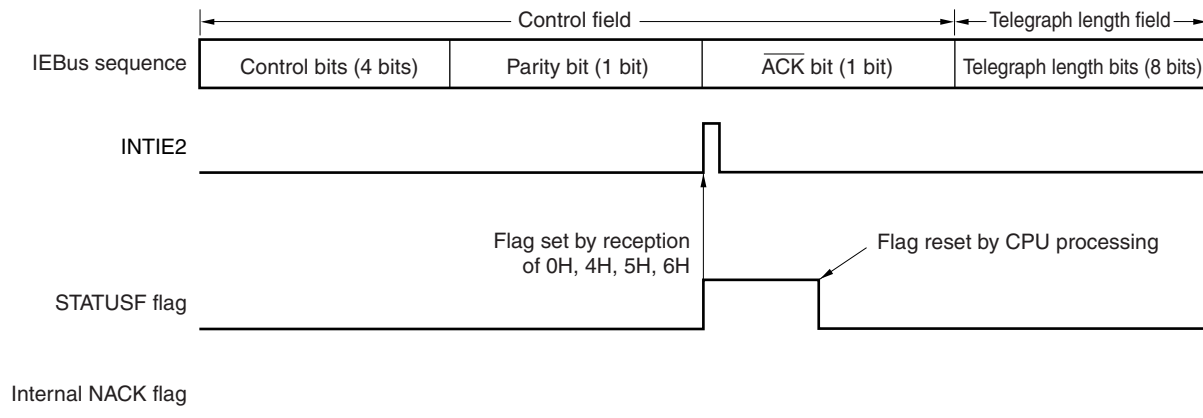 Control field
Telegraph length field
IEBus sequence
Control bits (4 bits)
Parity bit (1 bit)
ACK bit (1 bit)
Telegraph length bits (8 bits)
INTIE2
Flag set by reception
of 0H, 4H, 5H, 6H
Flag reset by CPU processing
STATUSF flag
Internal NACK flag